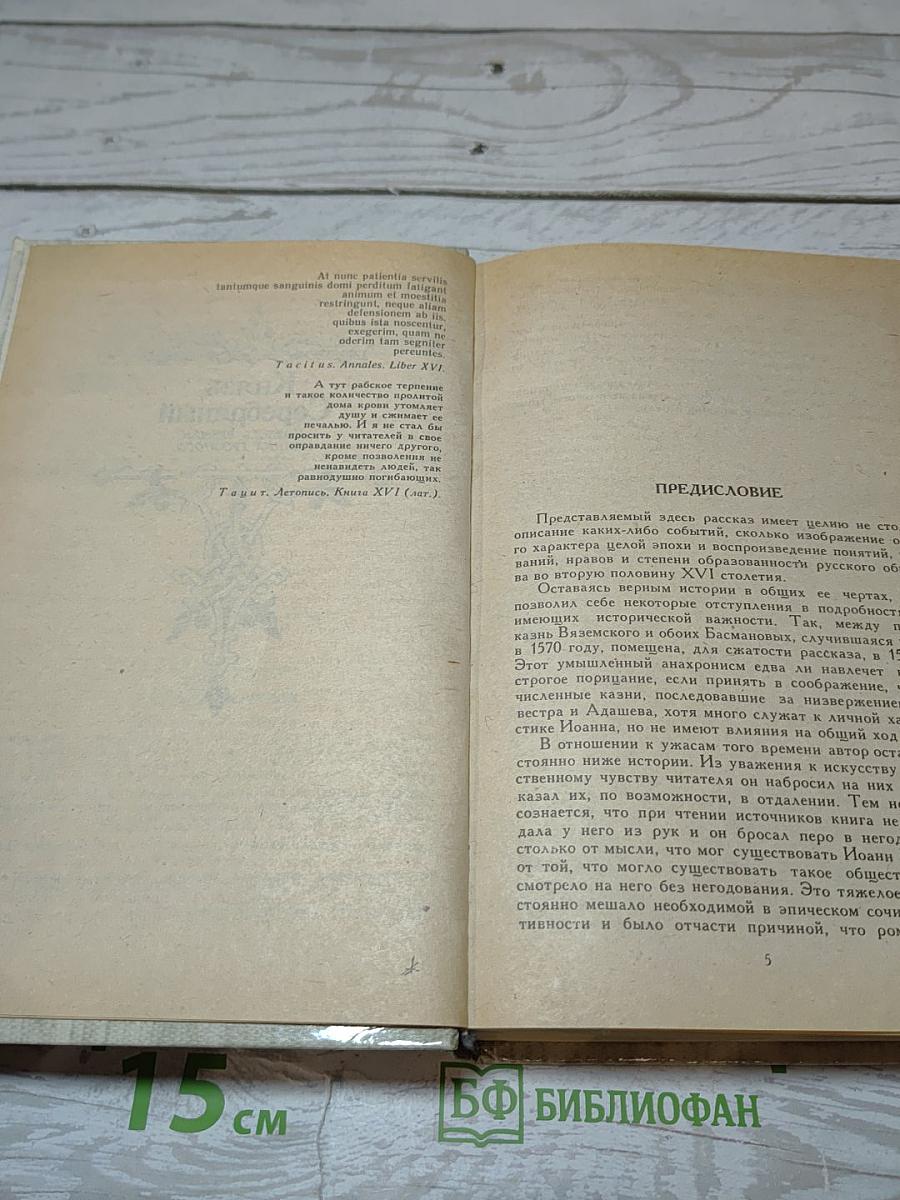 At nunc patientia servilis
tantumque sanguinis domi perditum fatigant
animum et moestitia
restringunt, neque aliam
defensionem ab iis,
quibus ista noscentur,
exegerim, quam ne
oderim tam segniter
pereuntes.
Tacitus. Annales. Liber XVI.
А тут рабское терпение
и такое количество пролитой
дома крови утомляет
душу и сжимает ее
печалью. И я не стал бы
просить у читателей в свое
оправдание ничего другого,
кроме позволения не
ненавидеть людей, так
равнодушно погибающих.
Тацит. Летопись. Книга XVI (лат.).
ПРЕДИСЛОВИЕ
Представляемый здесь рассказ имеет целию не сто
описание каких-либо событий, сколько изображение о
го характера целой эпохи и воспроизведение понятий,
ваний, нравов и степени образованности русского об
ва во вторую половину XVI столетия.
Оставаясь верным истории в общих ее чертах,
позволил себе некоторые отступления в подробност
имеющих исторической важности. Так, между п
казнь Вяземского и обоих Басмановых, случившаяся
в 1570 году, помещена, для сжатости рассказа, в 15
Этот умышленный анахронизм едва ли навлечет
строгое порицание, если принять в соображение, ч
численные казни, последовавшие за низвержение
вестра и Адашева, хотя много служат к личной ха
стике Иоанна, но не имеют влияния на общий ход
В отношении к ужасам того времени автор оста
стоянно ниже истории. Из уважения к искусству
ственному чувству читателя он набросил на них
казал их, по возможности, в отдалении. Тем не
сознается, что при чтении источников книга не
дала у него из рук и он бросал перо в негод
столько от мысли, что мог существовать Иоанн
от той, что могло существовать такое общест
смотрело на него без негодования. Это тяжелое
стоянно мешало необходимой в эпическом сочи
тивности и было отчасти причиной, что ром
5
15 см
БФ БИБЛИОФАН